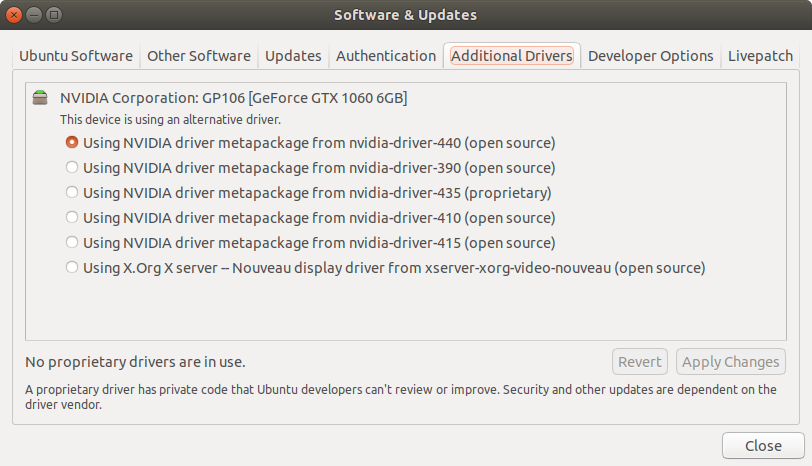 Software & Updates
Ubuntu Software
Other Software
Updates
Authentication
Additional Drivers
Developer Options
Livepatch
NVIDIA Corporation: GP106 [GeForce GTX 1060 6GB]
This device is using an alternative driver.
Using NVIDIA driver metapackage from nvidia-driver-440 (open source)
Using NVIDIA driver metapackage from nvidia-driver-390 (open source)
Using NVIDIA driver metapackage from nvidia-driver-435 (proprietary)
Using NVIDIA driver metapackage from nvidia-driver-410 (open source)
Using NVIDIA driver metapackage from nvidia-driver-415 (open source)
Using X.Org X server -- Nouveau display driver from xserver-xorg-video-nouveau (open source)
No proprietary drivers are in use.
Revert
Apply Changes
A proprietary driver has private code that Ubuntu developers can't review or improve. Security and other updates are dependent on the
driver vendor.
Close